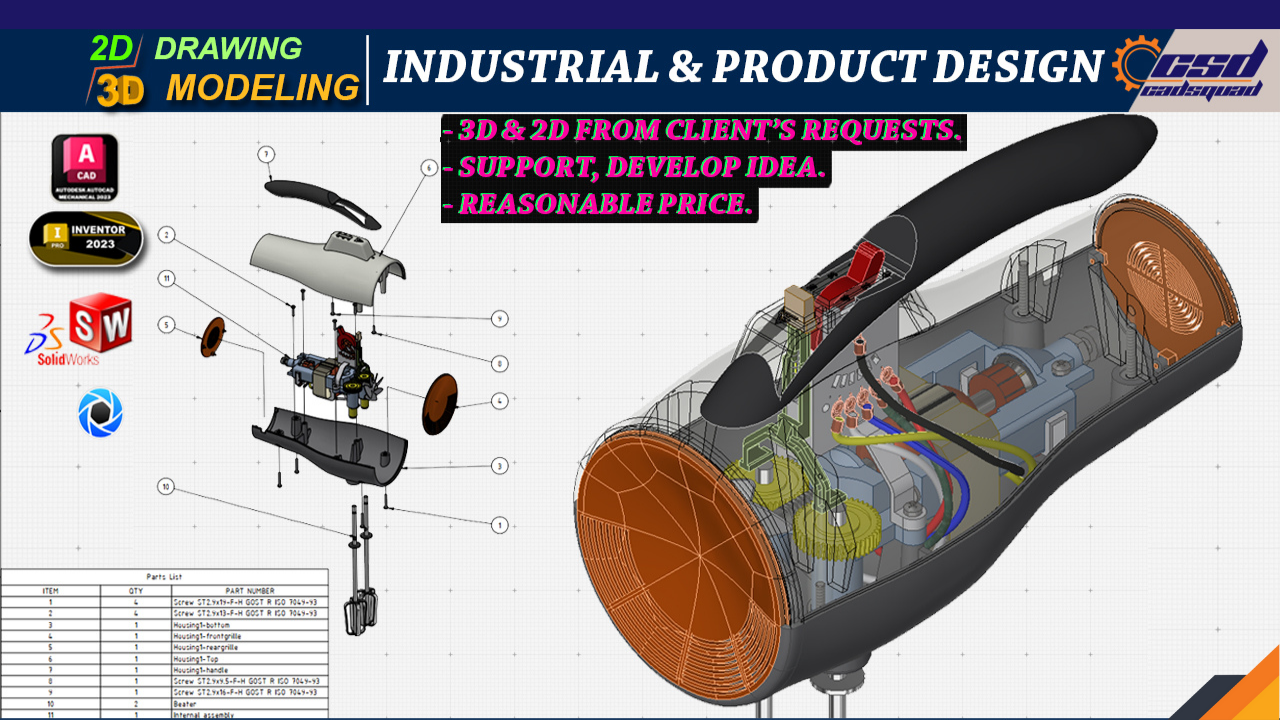 2D DRAWING
3D MODELING
INDUSTRIAL & PRODUCT DESIGN
csd
cadsquad
- 3D & 2D FROM CLIENT'S REQUESTS.
- SUPPORT, DEVELOP IDEA.
- REASONABLE PRICE.
A
CAD
AUTODESK AUTOCAD
MECHANICAL 2023
I
PRO
INVENTOR
2023
SW
SolidWorks
7
6
2
11
5
9
8
4
3
10
1
Parts List
ITEM QTY PART NUMBER
1 4 Screw ST2.9x19-F-H GOST R ISO 7049-93
2 4 Screw ST2.9x13-F-H GOST R ISO 7049-93
3 1 Housing1-bottom
4 1 Housing1-frontgrille
5 1 Housing1-reargrille
6 1 Housing1-Top
7 1 Housing1-handle
8 1 Screw ST2.9x9.5-F-H GOST R ISO 7049-93
9 1 Screw ST2.9x16-F-H GOST R ISO 7049-93
10 2 Beater
11 1 Internal assembly